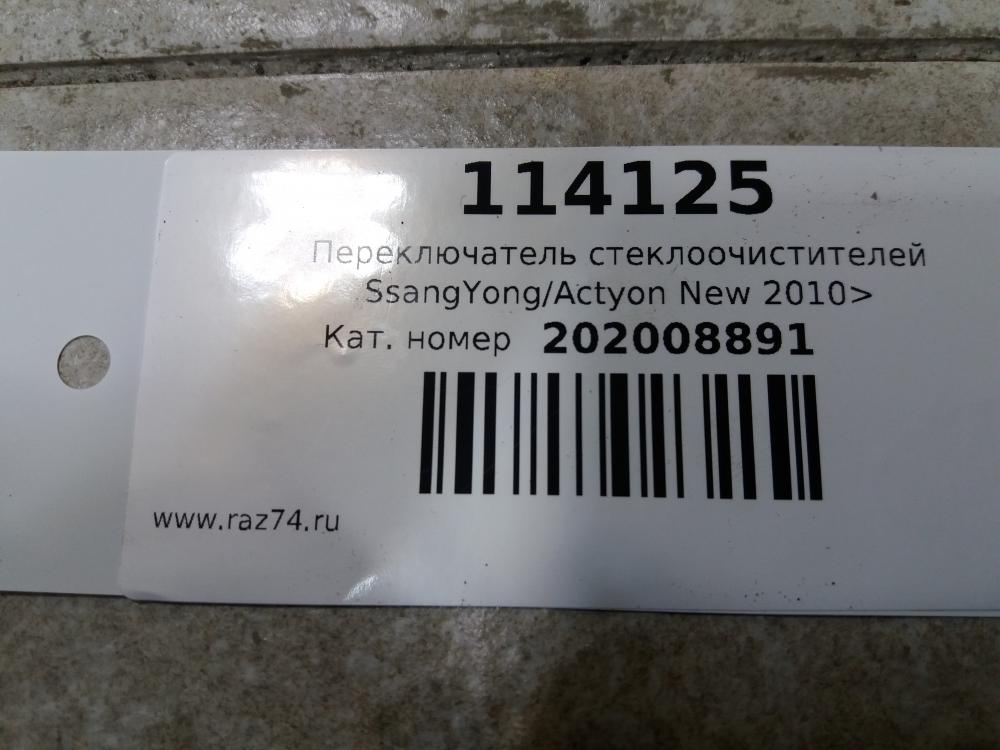 114125
Переключатель стеклоочистителей
SsangYong/Actyon New 2010>
Кат. номер 202008891
www.raz74.ru